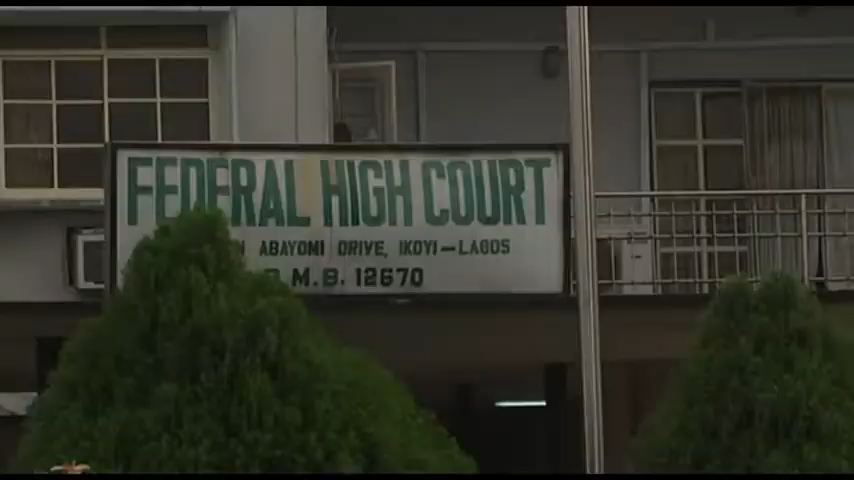 FEDERAL HIGH COURT
ABAYOMI DRIVE, IKOYI-LAGOS
M.B. 12670